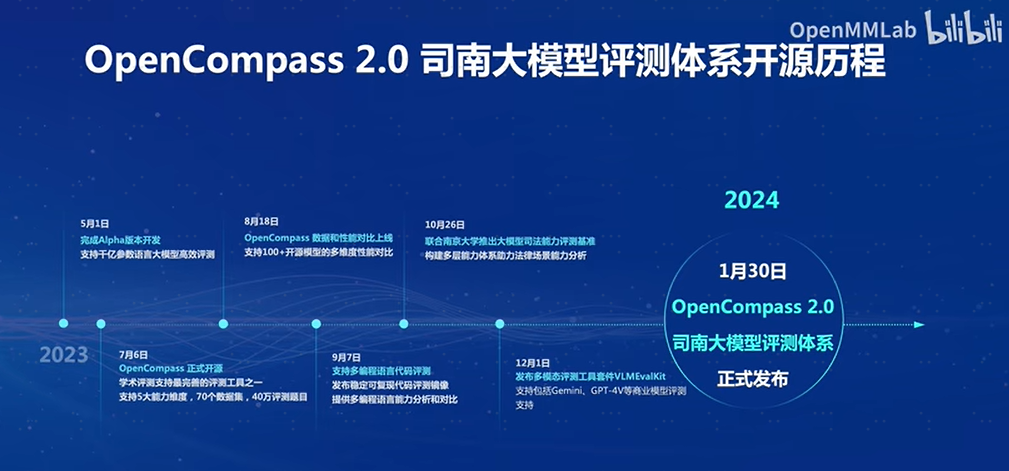 OpenMMLab bilibili
OpenCompass 2.0 司南大模型评测体系开源历程
2024
5月1日
完成Alpha版本开发
支持千亿参数语言大模型高效评测
8月18日
OpenCompass 数据和性能对比上线
支持100+开源模型的多维度性能对比
10月26日
联合南京大学推出大模型司法能力评测基准
构建多层能力体系助力法律场景能力分析
1月30日
OpenCompass 2.0
司南大模型评测体系
正式发布
2023
7月6日
OpenCompass 正式开源
学术评测支持最完善的评测工具之一
支持5大能力维度，70个数据集，40万评测题目
9月7日
支持多编程语言代码评测
发布稳定可复现代码评测镜像
提供多编程语言能力分析和对比
12月1日
发布多模态评测工具套件VLMEvalKit
支持包括Gemini、GPT-4V等商业模型评测
支持